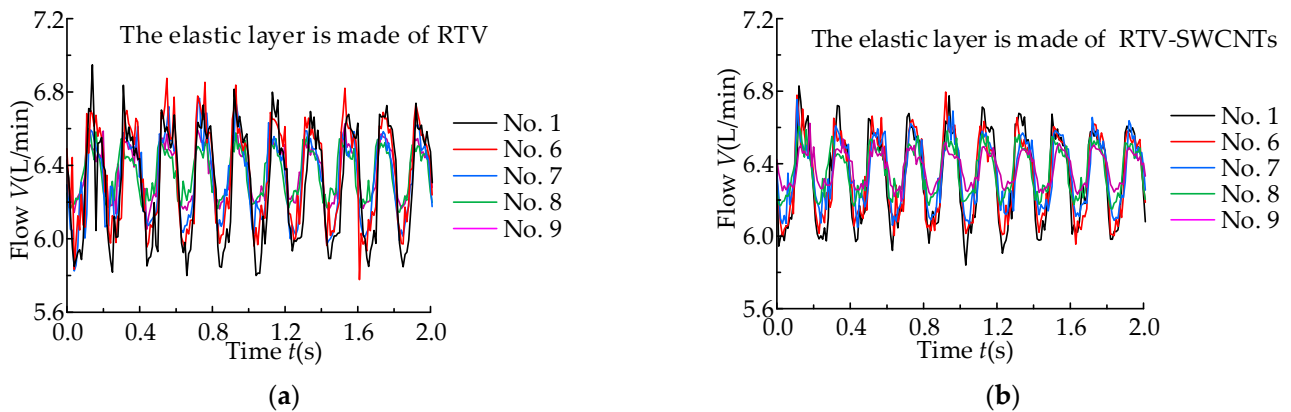 7.2
The elastic layer is made of RTV
6.8
6.4
6.0
5.6
Flow V(L/min)
No. 1
No. 6
No. 7
No. 8
No. 9
0.0 0.4 0.8 1.2 1.6 2.0
Time t(s)
(a)
7.2
The elastic layer is made of RTV-SWCNTs
6.8
6.4
6.0
5.6
Flow V(L/min)
No. 1
No. 6
No. 7
No. 8
No. 9
0.0 0.4 0.8 1.2 1.6 2.0
Time t(s)
(b)